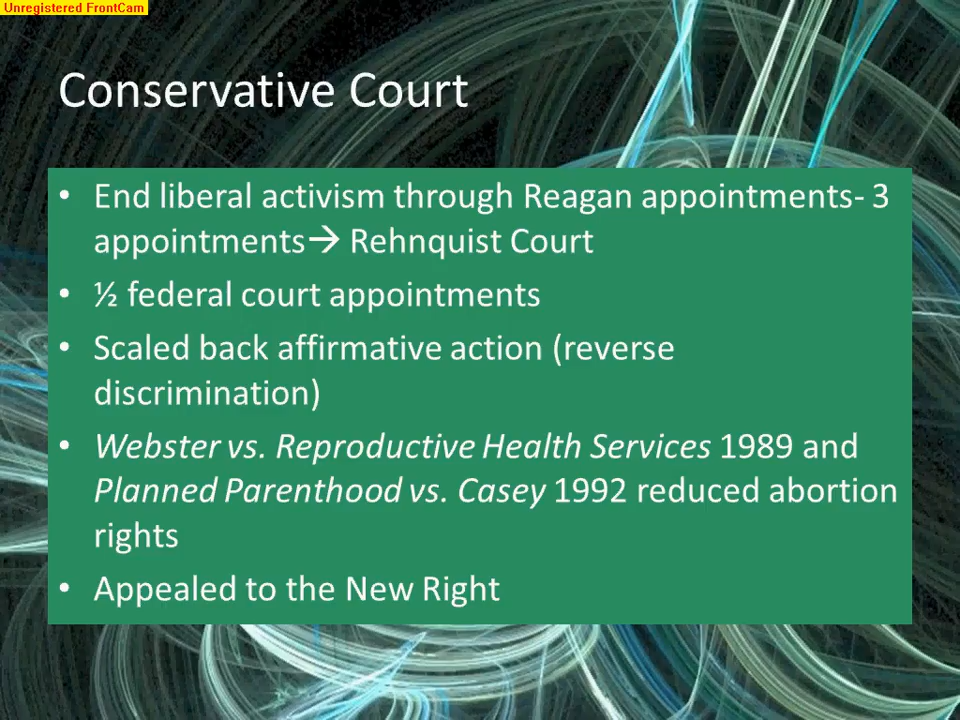 Unregistered FrontCam
Conservative Court
• End liberal activism through Reagan appointments- 3
appointments→ Rehnquist Court
• ½ federal court appointments
• Scaled back affirmative action (reverse
discrimination)
• Webster vs. Reproductive Health Services 1989 and
Planned Parenthood vs. Casey 1992 reduced abortion
rights
• Appealed to the New Right